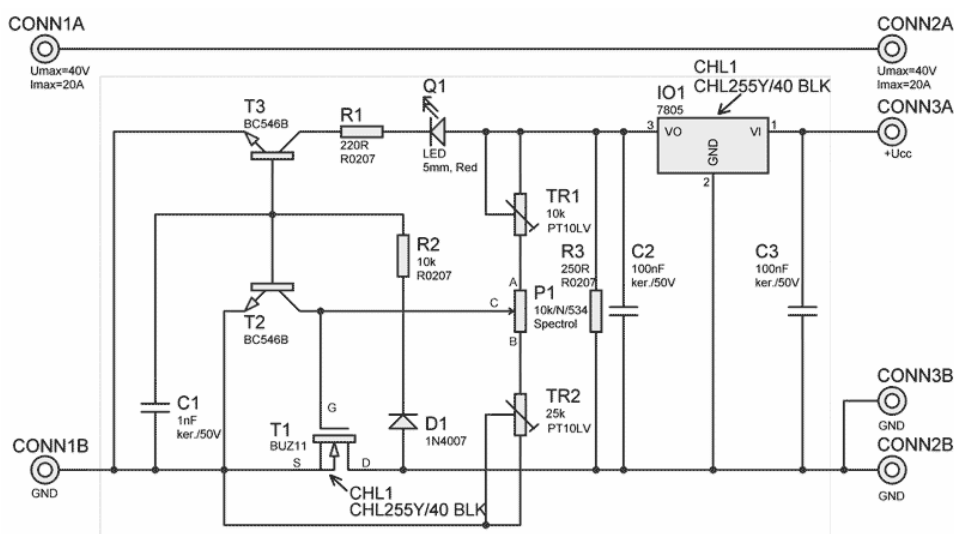 CONN1A
Umax=40V
Imax=20A
CONN2A
Umax=40V
Imax=20A
CHL1
CHL255Y/40 BLK
T3
BC546B
R1
220R
R0207
Q1
LED
5mm, Red
IO1
7805
3
VO
VI
1
GND
2
CONN3A
+Ucc
TR1
10k
PT10LV
R2
10k
R0207
R3
250R
R0207
C2
100nF
ker./50V
C3
100nF
ker./50V
A
C
B
P1
10k/N/534
Spectrol
T2
BC546B
C1
1nF
ker./50V
G
T1
BUZ11
S
D
D1
1N4007
TR2
25k
PT10LV
CONN3B
GND
CONN1B
GND
CONN2B
GND
CHL1
CHL255Y/40 BLK